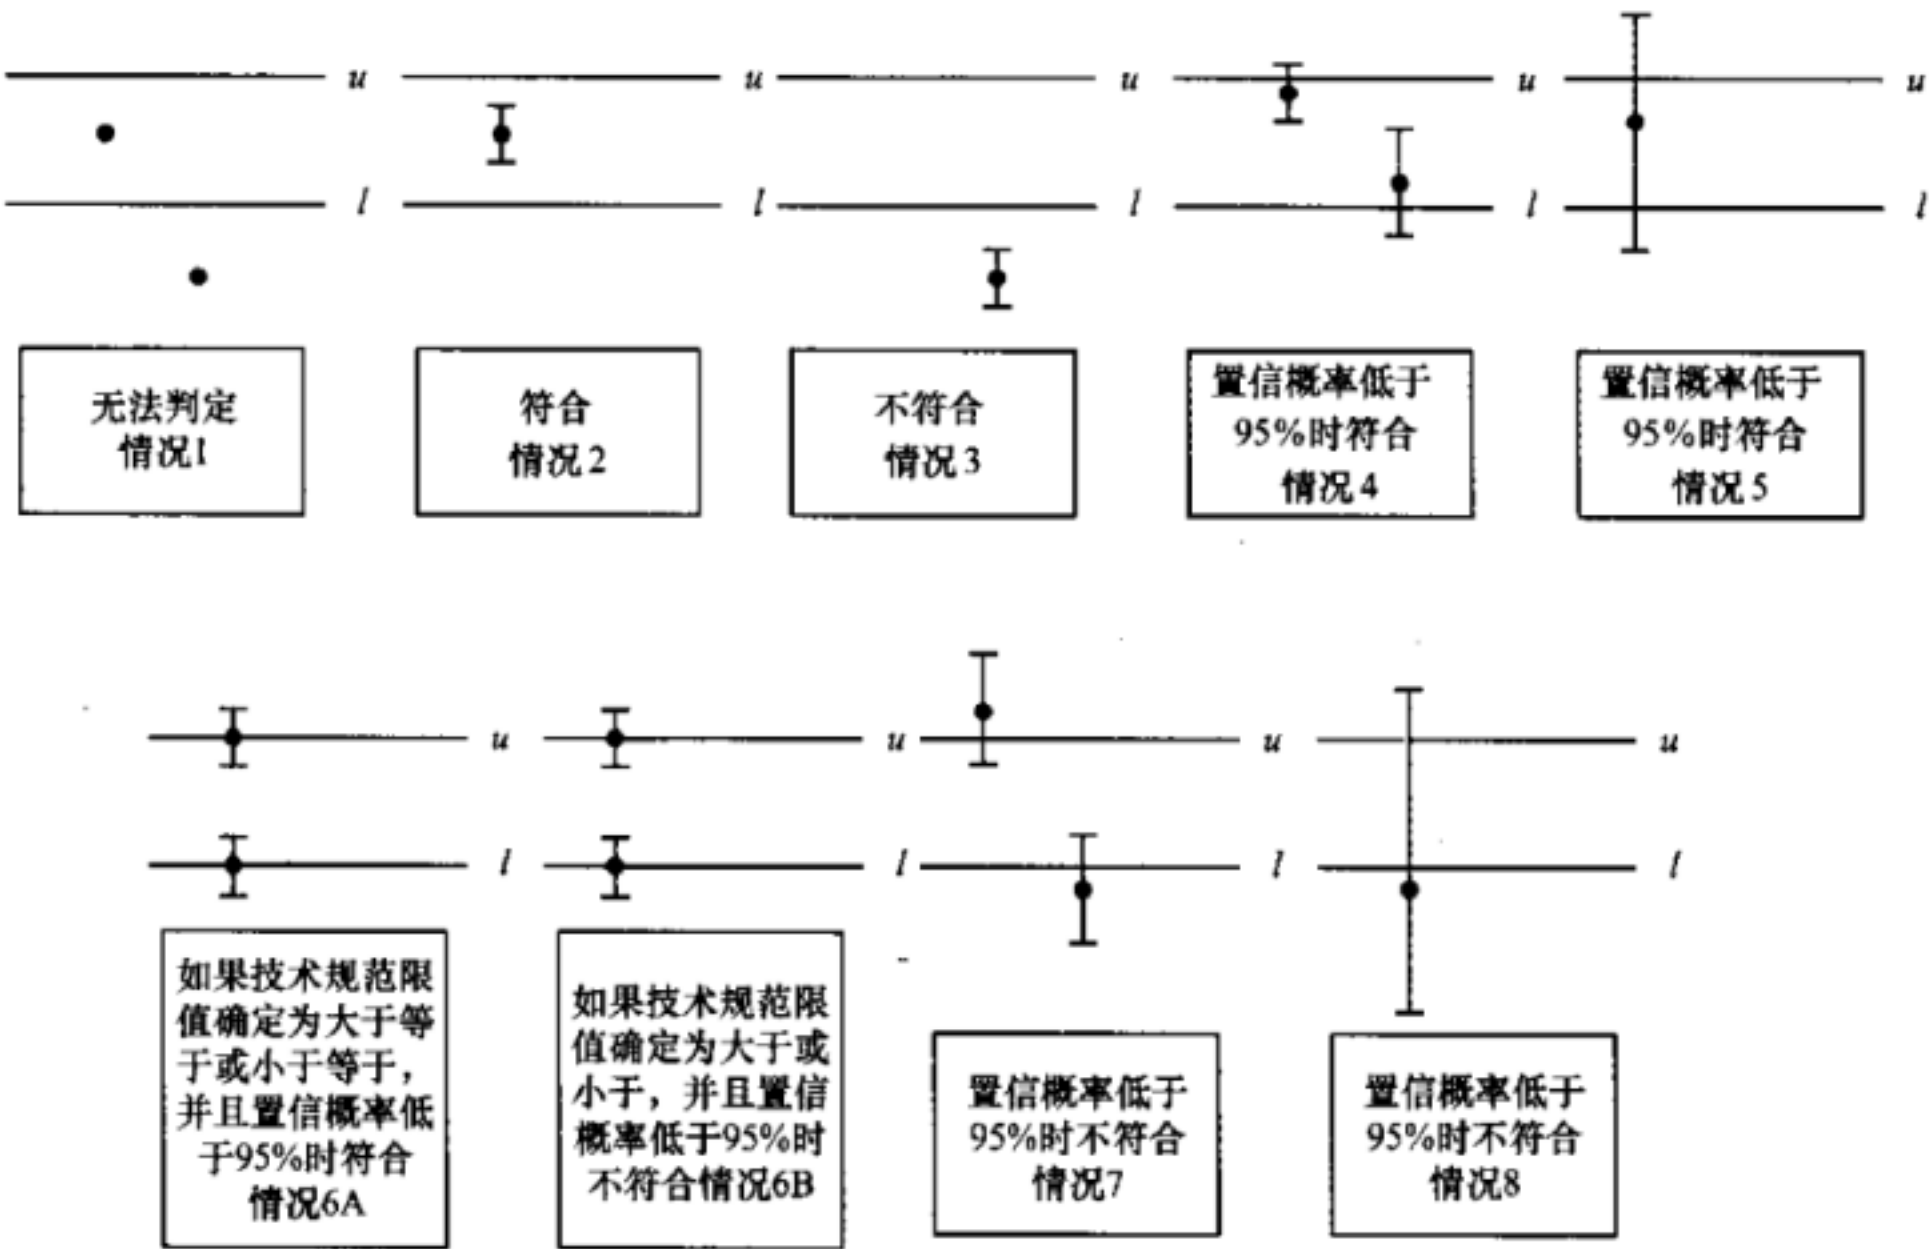 u u u u u
l l l l l
无法判定
情况1
符合
情况2
不符合
情况3
置信概率低于
95%时符合
情况4
置信概率低于
95%时符合
情况5
u u u u
l l l l
如果技术规范限
值确定为大于等
于或小于等于，
并且置信概率低
于95%时符合
情况6A
如果技术规范限
值确定为大于或
小于，并且置信
概率低于95%时
不符合情况6B
置信概率低于
95%时不符合
情况7
置信概率低于
95%时不符合
情况8